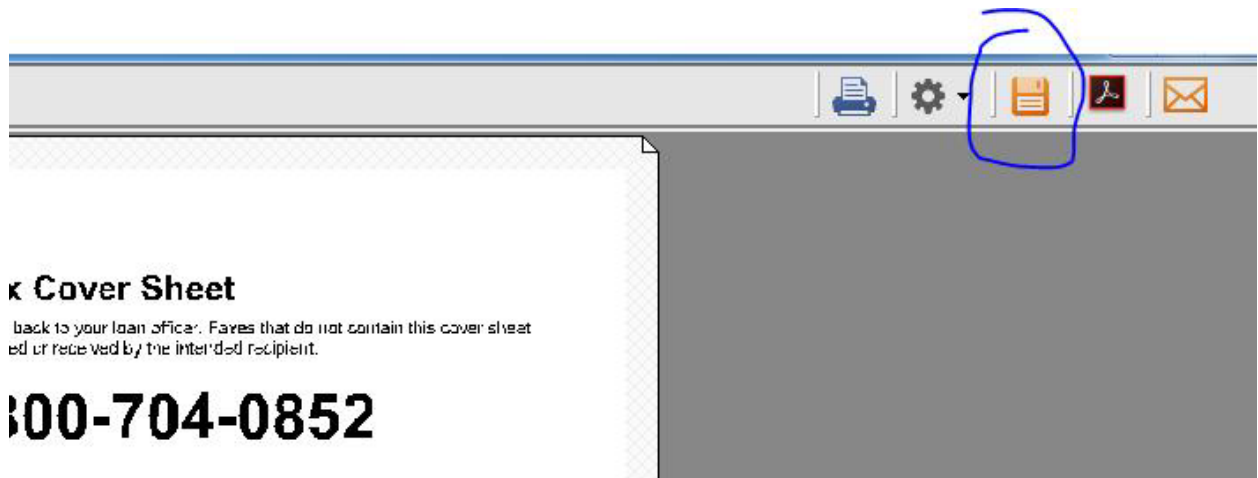 Cover Sheet
back to your loan officer. Faxes that do not contain this cover sheet
ed or received by the intended recipient.
00-704-0852